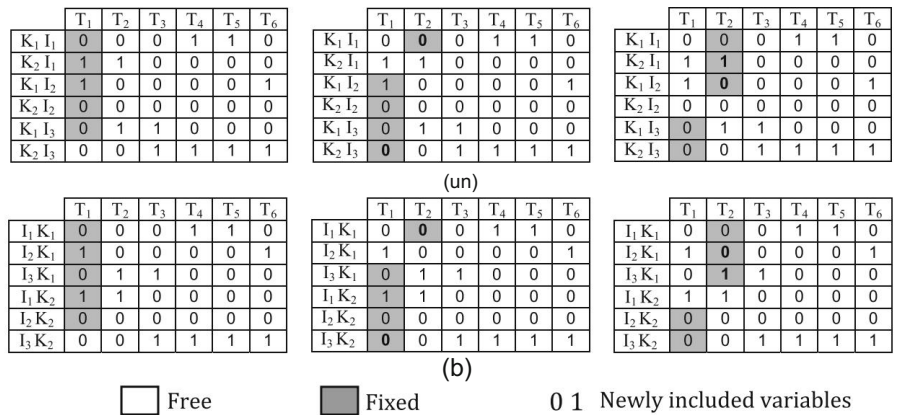 T₁ T₂ T₃ T₄ T₅ T₆
K₁ I₁ 0 0 0 1 1 0
K₂ I₁ 1 1 0 0 0 0
K₁ I₂ 1 0 0 0 0 1
K₂ I₂ 0 0 0 0 0 0
K₁ I₃ 0 1 1 0 0 0
K₂ I₃ 0 0 1 1 1 1
T₁ T₂ T₃ T₄ T₅ T₆
K₁ I₁ 0 0 0 1 1 0
K₂ I₁ 1 1 0 0 0 0
K₁ I₂ 1 0 0 0 0 1
K₂ I₂ 0 0 0 0 0 0
K₁ I₃ 0 1 1 0 0 0
K₂ I₃ 0 0 1 1 1 1
T₁ T₂ T₃ T₄ T₅ T₆
K₁ I₁ 0 0 0 1 1 0
K₂ I₁ 1 1 0 0 0 0
K₁ I₂ 1 0 0 0 0 1
K₂ I₂ 0 0 0 0 0 0
K₁ I₃ 0 1 1 0 0 0
K₂ I₃ 0 0 1 1 1 1
(un)
T₁ T₂ T₃ T₄ T₅ T₆
I₁ K₁ 0 0 0 1 1 0
I₂ K₁ 1 0 0 0 0 1
I₃ K₁ 0 1 1 0 0 0
I₁ K₂ 1 1 0 0 0 0
I₂ K₂ 0 0 0 0 0 0
I₃ K₂ 0 0 1 1 1 1
T₁ T₂ T₃ T₄ T₅ T₆
I₁ K₁ 0 0 0 1 1 0
I₂ K₁ 1 0 0 0 0 1
I₃ K₁ 0 1 1 0 0 0
I₁ K₂ 1 1 0 0 0 0
I₂ K₂ 0 0 0 0 0 0
I₃ K₂ 0 0 1 1 1 1
T₁ T₂ T₃ T₄ T₅ T₆
I₁ K₁ 0 0 0 1 1 0
I₂ K₁ 1 0 0 0 0 1
I₃ K₁ 0 1 1 0 0 0
I₁ K₂ 1 1 0 0 0 0
I₂ K₂ 0 0 0 0 0 0
I₃ K₂ 0 0 1 1 1 1
(b)
Free Fixed 0 1 Newly included variables